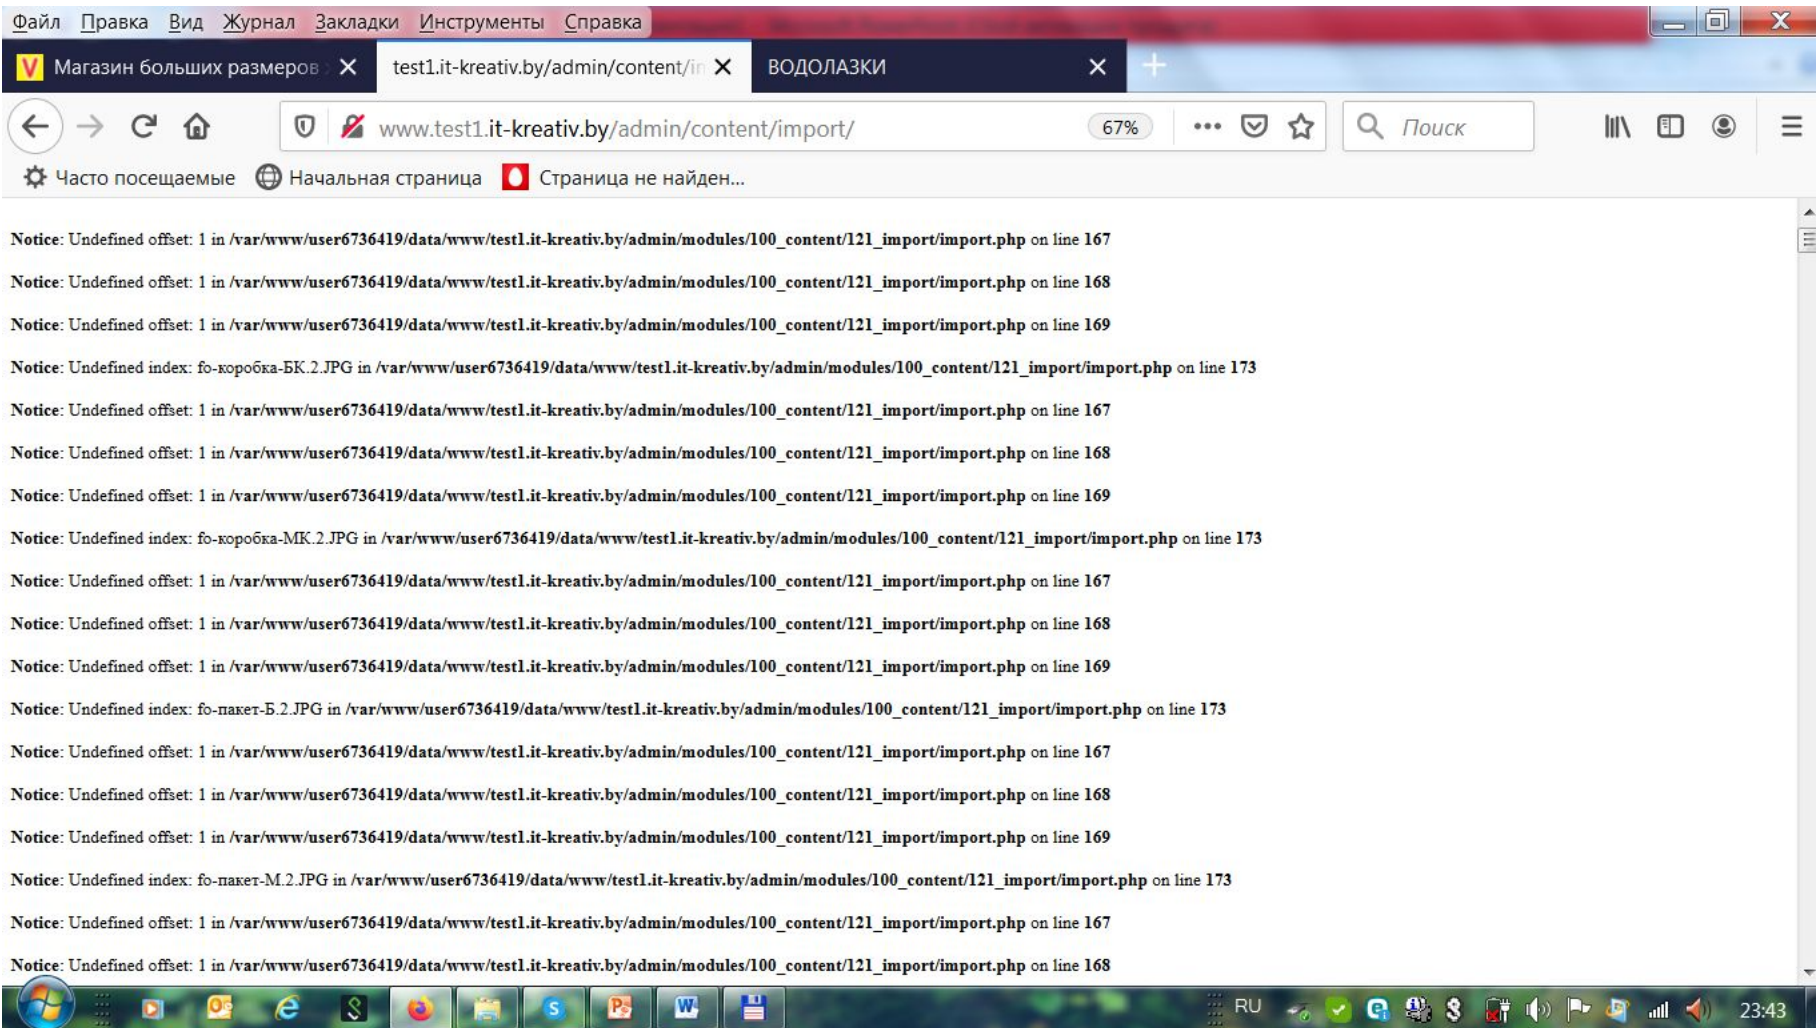 Файл Правка Вид Журнал Закладки Инструменты Справка
Магазин больших размеров
test1.it-kreativ.by/admin/content/in
ВОДОЛАЗКИ
www.test1.it-kreativ.by/admin/content/import/
67%
Поиск
Часто посещаемые Начальная страница Страница не найден...
Notice: Undefined offset: 1 in /var/www/user6736419/data/www/test1.it-kreativ.by/admin/modules/100_content/121_import/import.php on line 167
Notice: Undefined offset: 1 in /var/www/user6736419/data/www/test1.it-kreativ.by/admin/modules/100_content/121_import/import.php on line 168
Notice: Undefined offset: 1 in /var/www/user6736419/data/www/test1.it-kreativ.by/admin/modules/100_content/121_import/import.php on line 169
Notice: Undefined index: fo-коробка-БК.2.JPG in /var/www/user6736419/data/www/test1.it-kreativ.by/admin/modules/100_content/121_import/import.php on line 173
Notice: Undefined offset: 1 in /var/www/user6736419/data/www/test1.it-kreativ.by/admin/modules/100_content/121_import/import.php on line 167
Notice: Undefined offset: 1 in /var/www/user6736419/data/www/test1.it-kreativ.by/admin/modules/100_content/121_import/import.php on line 168
Notice: Undefined offset: 1 in /var/www/user6736419/data/www/test1.it-kreativ.by/admin/modules/100_content/121_import/import.php on line 169
Notice: Undefined index: fo-коробка-МК.2.JPG in /var/www/user6736419/data/www/test1.it-kreativ.by/admin/modules/100_content/121_import/import.php on line 173
Notice: Undefined offset: 1 in /var/www/user6736419/data/www/test1.it-kreativ.by/admin/modules/100_content/121_import/import.php on line 167
Notice: Undefined offset: 1 in /var/www/user6736419/data/www/test1.it-kreativ.by/admin/modules/100_content/121_import/import.php on line 168
Notice: Undefined offset: 1 in /var/www/user6736419/data/www/test1.it-kreativ.by/admin/modules/100_content/121_import/import.php on line 169
Notice: Undefined index: fo-пакет-Б.2.JPG in /var/www/user6736419/data/www/test1.it-kreativ.by/admin/modules/100_content/121_import/import.php on line 173
Notice: Undefined offset: 1 in /var/www/user6736419/data/www/test1.it-kreativ.by/admin/modules/100_content/121_import/import.php on line 167
Notice: Undefined offset: 1 in /var/www/user6736419/data/www/test1.it-kreativ.by/admin/modules/100_content/121_import/import.php on line 168
Notice: Undefined offset: 1 in /var/www/user6736419/data/www/test1.it-kreativ.by/admin/modules/100_content/121_import/import.php on line 169
Notice: Undefined index: fo-пакет-М.2.JPG in /var/www/user6736419/data/www/test1.it-kreativ.by/admin/modules/100_content/121_import/import.php on line 173
Notice: Undefined offset: 1 in /var/www/user6736419/data/www/test1.it-kreativ.by/admin/modules/100_content/121_import/import.php on line 167
Notice: Undefined offset: 1 in /var/www/user6736419/data/www/test1.it-kreativ.by/admin/modules/100_content/121_import/import.php on line 168
RU
23:43